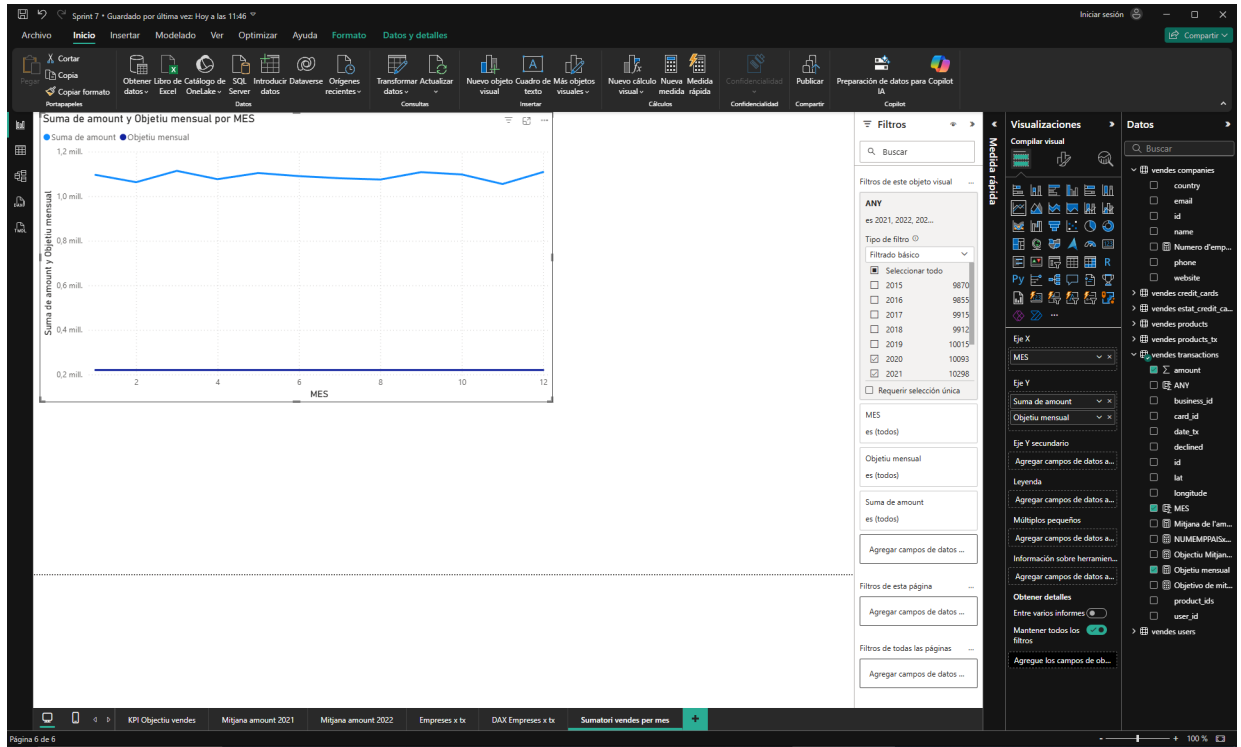 Sprint 7 • Guardado por última vez: Hoy a las 11:46
Iniciar sesión
Archivo Inicio Insertar Modelado Ver Optimizar Ayuda Formato Datos y detalles
Compartir
Pegar
Cortar
Copia
Copiar formato
Portapapeles
Obtener datos
Libro de Excel
Catálogo de OneLake
SQL Server
Introducir datos
Dataverse
Orígenes recientes
Datos
Transformar datos
Actualizar
Consultas
Nuevo objeto visual
Cuadro de texto
Más objetos visuales
Insertar
Nuevo cálculo visual
Nueva medida
Medida rápida
Cálculos
Confidencialidad
Confidencialidad
Publicar
Compartir
Preparación de datos para IA
Copilot
Copilot
Suma de amount y Objetiu mensual por MES
Suma de amount Objetiu mensual
1,2 mill.
1,0 mill.
0,8 mill.
0,6 mill.
0,4 mill.
0,2 mill.
Suma de amount y Objetiu mensual
2 4 6 8 10 12
MES
Filtros
Buscar
Filtros de este objeto visual ...
ANY
es 2021, 2022, 202...
Tipo de filtro
Filtrado básico
Seleccionar todo
2015 9870
2016 9855
2017 9915
2018 9912
2019 10015
2020 10093
2021 10298
Requerir selección única
MES
es (todos)
Objetiu mensual
es (todos)
Suma de amount
es (todos)
Agregar campos de datos ...
Filtros de esta página ...
Agregar campos de datos ...
Filtros de todas las páginas ...
Agregar campos de datos ...
Medida rápida
Visualizaciones
Compilar visual
R
Py
Eje X
MES
Eje Y
Suma de amount
Objetiu mensual
Eje Y secundario
Agregar campos de datos a...
Leyenda
Agregar campos de datos a...
Múltiplos pequeños
Agregar campos de datos a...
Información sobre herramien...
Agregar campos de datos a...
Obtener detalles
Entre varios informes
Mantener todos los filtros
Agregue los campos de ob...
Datos
Buscar
vendes companies
country
email
id
name
Numero d'emp...
phone
website
vendes credit_cards
vendes estat_credit_ca...
vendes products
vendes products_tx
vendes transactions
amount
ANY
business_id
card_id
date_tx
declined
id
lat
longitude
MES
Mitjana de l'am...
NUMEMPPAISx...
Objectiu Mitjan...
Objetiu mensual
Objetivo de mit...
product_ids
user_id
vendes users
KPI Objectiu vendes
Mitjana amount 2021
Mitjana amount 2022
Empreses x tx
DAX Empreses x tx
Sumatori vendes per mes
Página 6 de 6
100 %